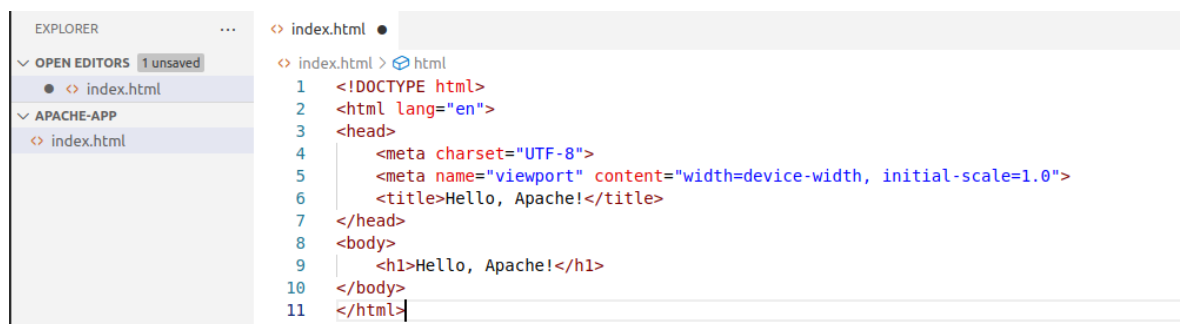 EXPLORER ...
OPEN EDITORS 1 unsaved
index.html
APACHE-APP
index.html
index.html
index.html > html
1 <!DOCTYPE html>
2 <html lang="en">
3 <head>
4     <meta charset="UTF-8">
5     <meta name="viewport" content="width=device-width, initial-scale=1.0">
6     <title>Hello, Apache!</title>
7 </head>
8 <body>
9     <h1>Hello, Apache!</h1>
10 </body>
11 </html>